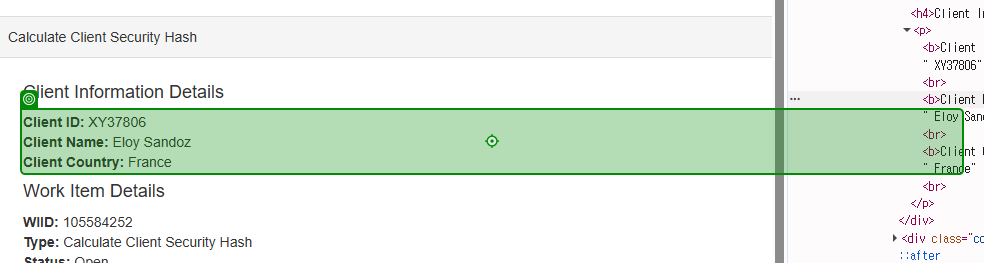 Calculate Client Security Hash
Client Information Details
Client ID: XY37806
Client Name: Eloy Sandoz
Client Country: France
Work Item Details
WIID: 105584252
Type: Calculate Client Security Hash
Status: Open
<h4>Client In
<p>
<b>Client
" XY37806"
<br>
<b>Client
" Eloy San
<br>
<b>Client
" France"
<br>
</p>
</div>
<div class="co
::after